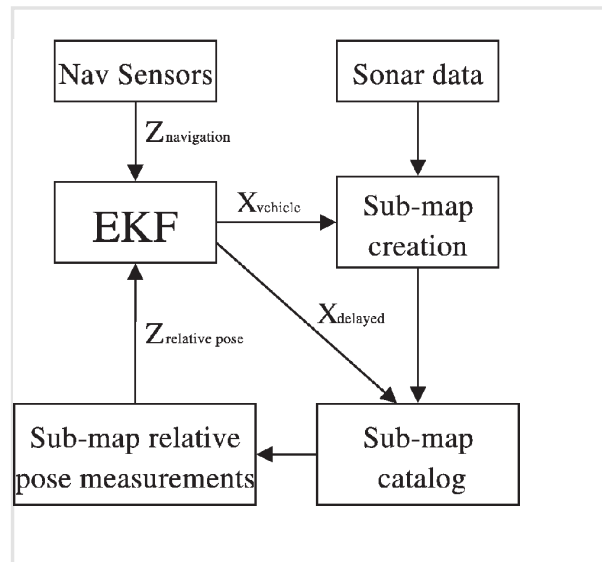 Nav Sensors
Sonar data
Znavigation
EKF
Xvehicle
Sub-map
creation
Xdelayed
Zrelative pose
Sub-map relative
pose measurements
Sub-map
catalog